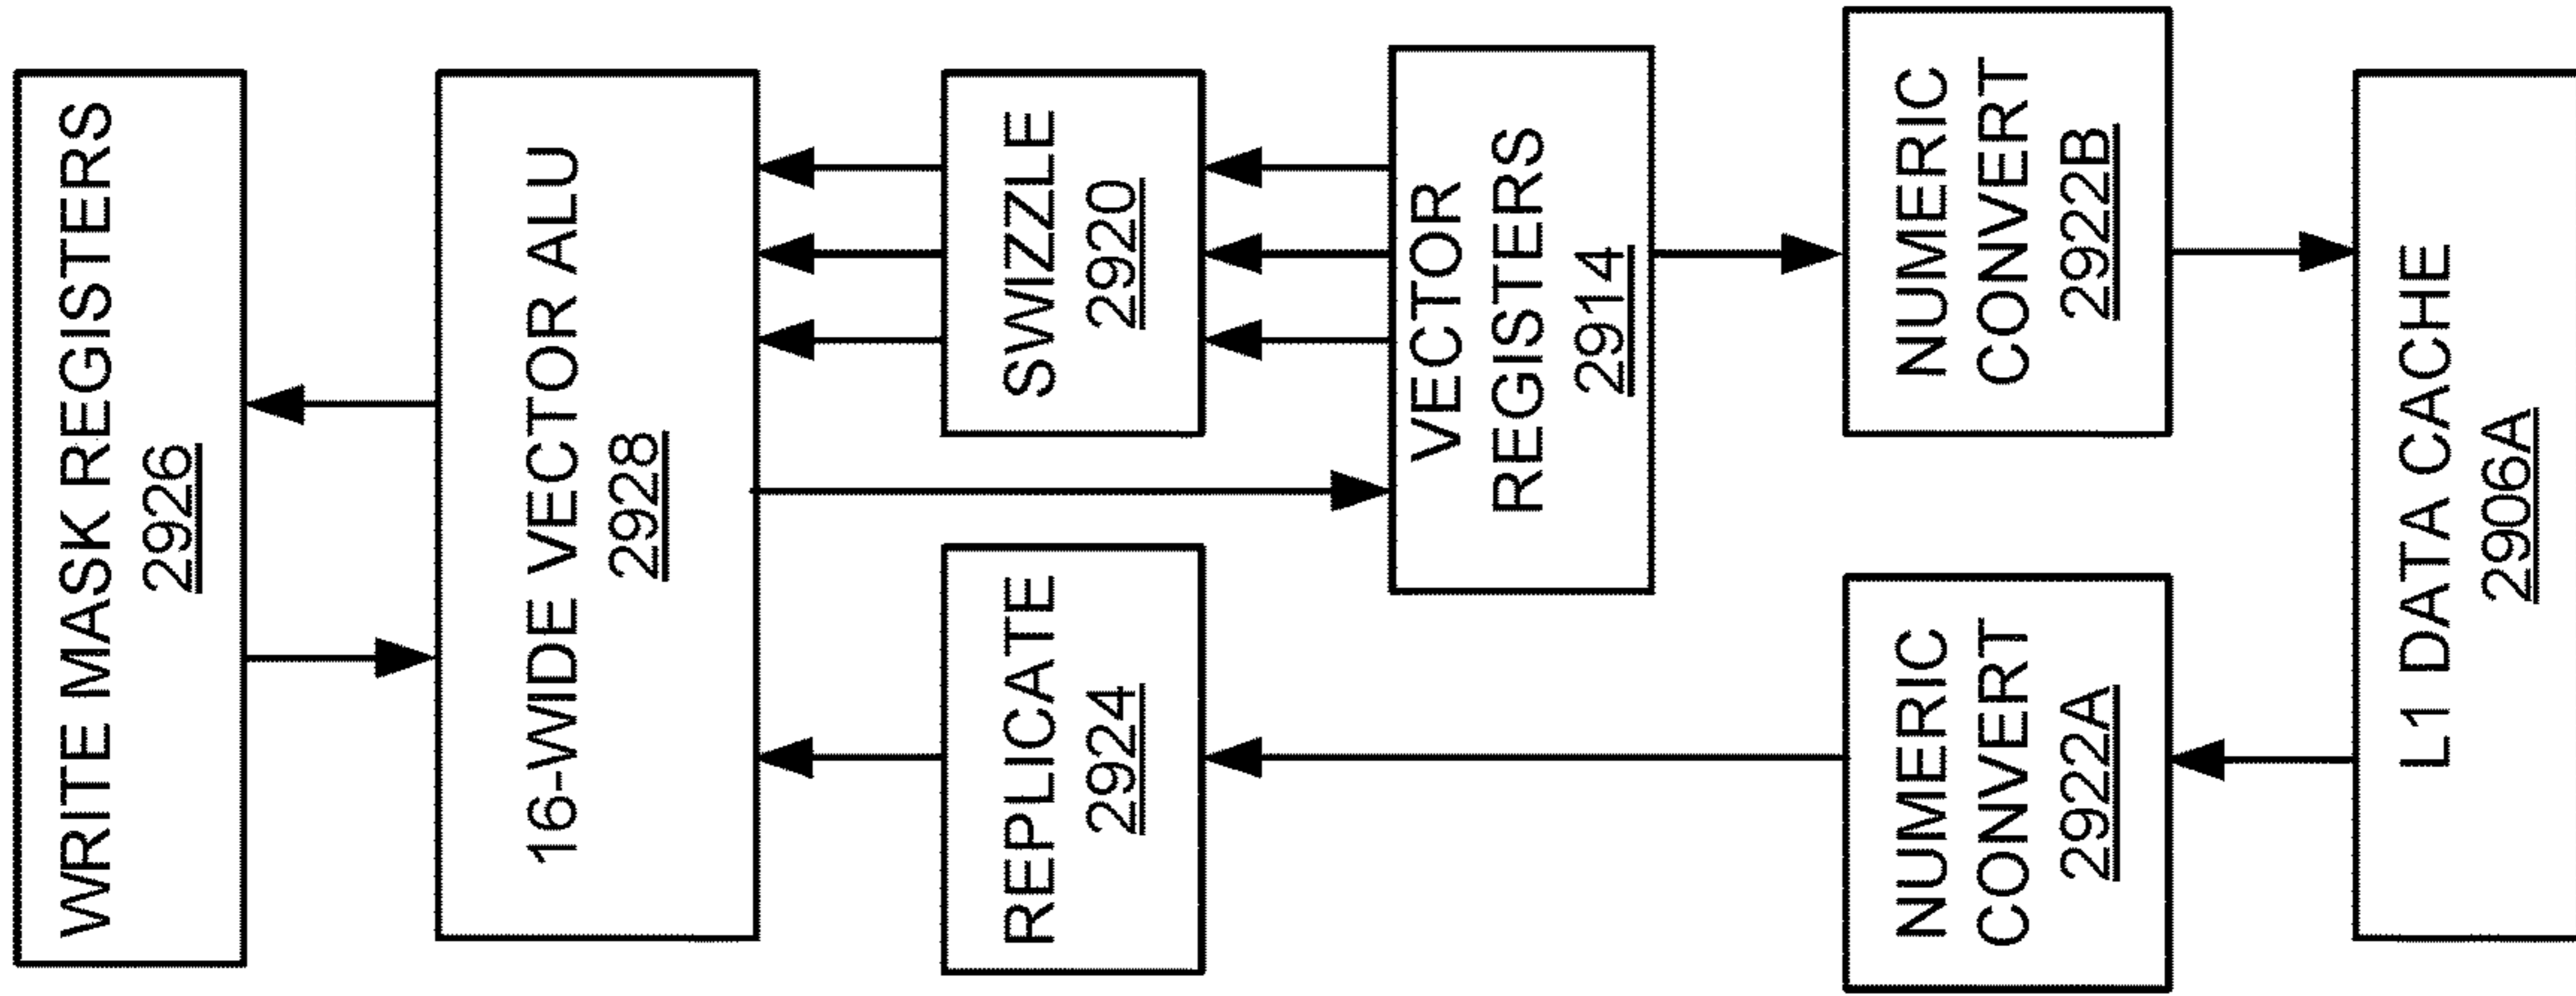 WRITE MASK REGISTERS
2926
16-WIDE VECTOR ALU
2928
REPLICATE
2924
SWIZZLE
2920
VECTOR
REGISTERS
2914
NUMERIC
CONVERT
2922A
NUMERIC
CONVERT
2922B
L1 DATA CACHE
2906A